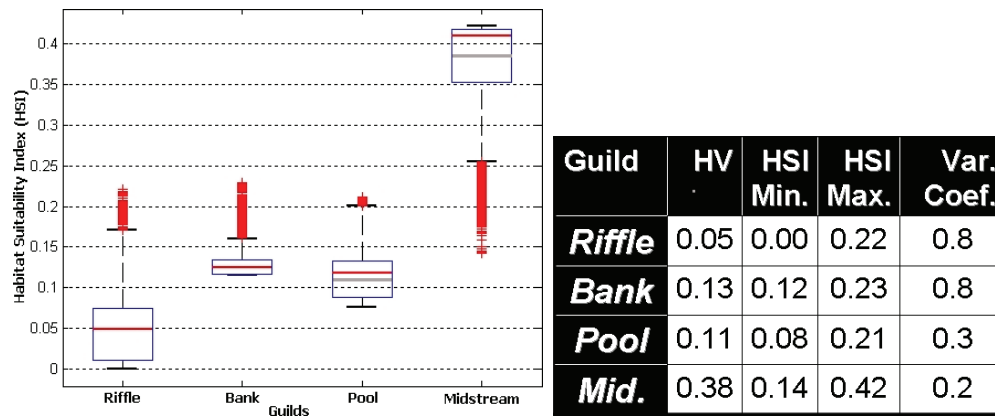 Habitat Suitability Index (HSI)
0.4
0.35
0.3
0.25
0.2
0.15
0.1
0.05
0
Riffle Bank Pool Midstream
Guilds
Guild HV HSI Min. HSI Max. Var. Coef.
Riffle 0.05 0.00 0.22 0.8
Bank 0.13 0.12 0.23 0.8
Pool 0.11 0.08 0.21 0.3
Mid. 0.38 0.14 0.42 0.2